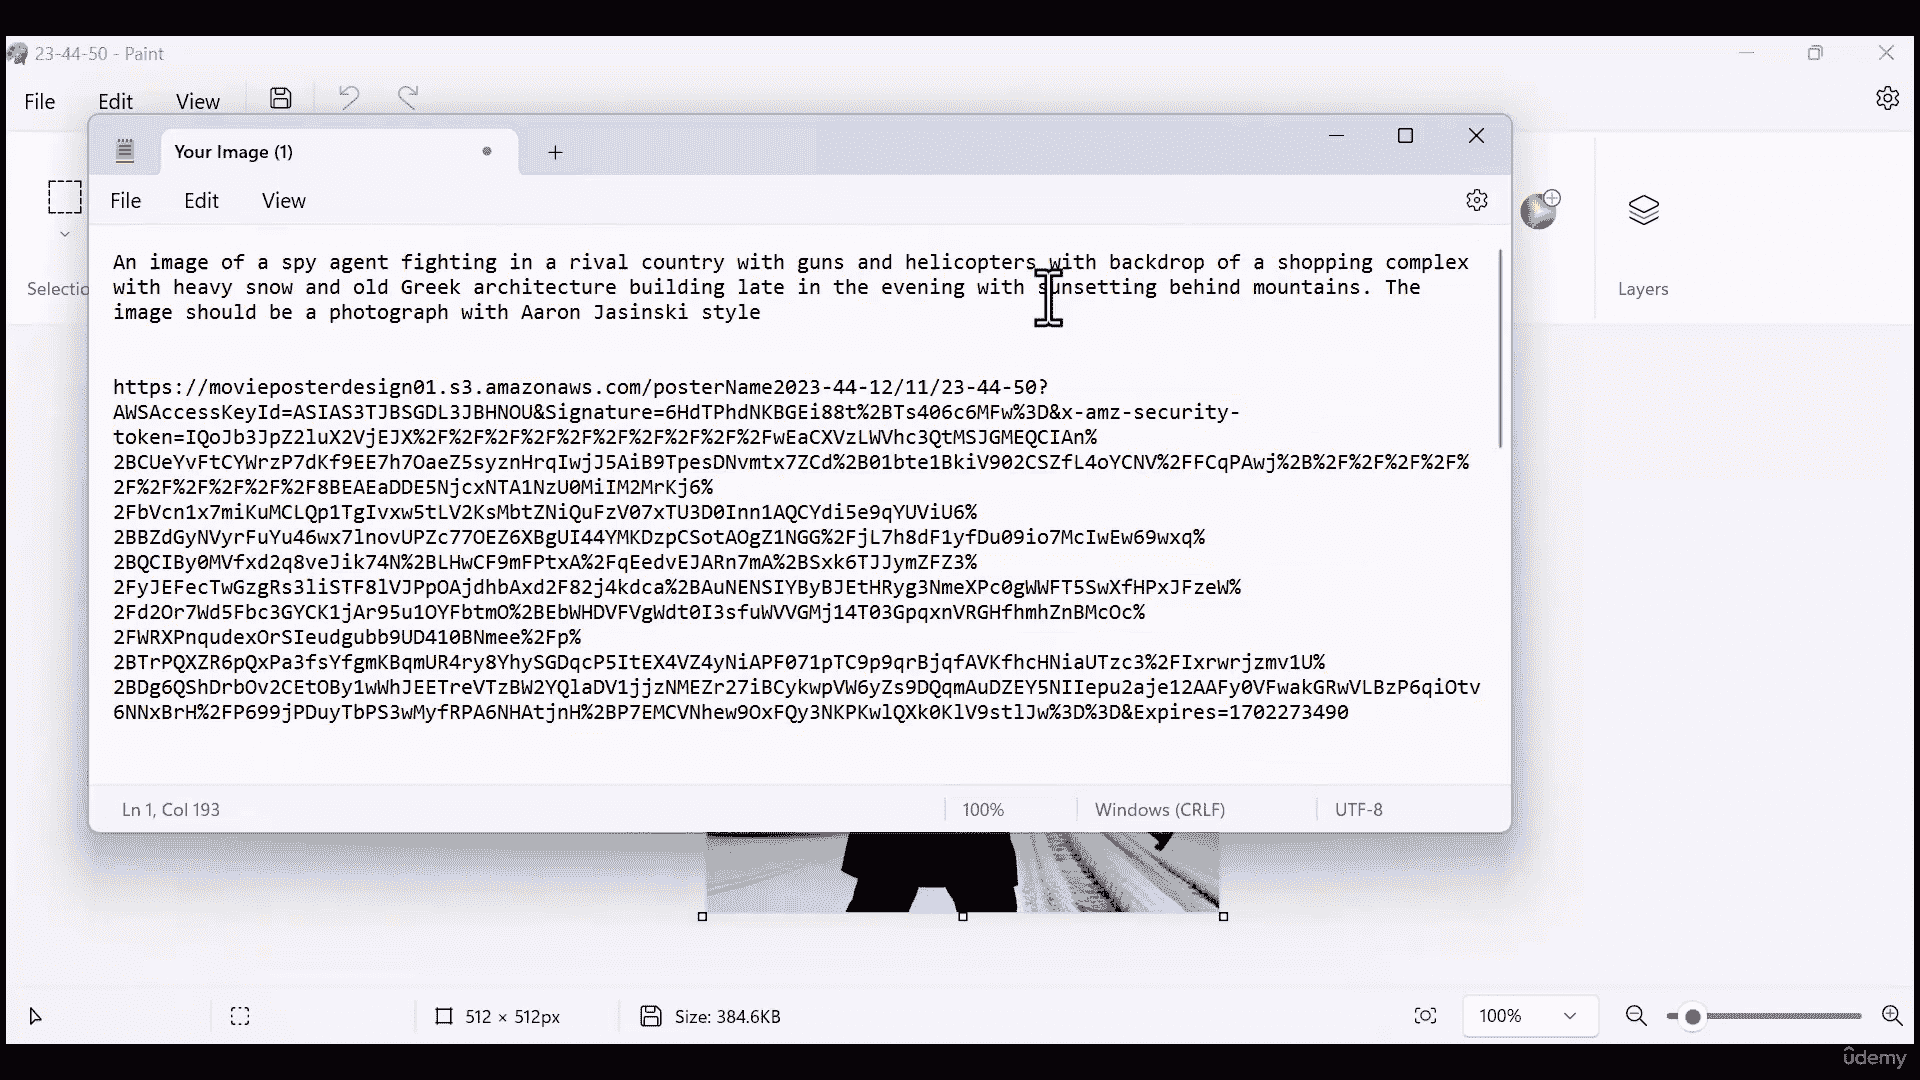 23-44-50 - Paint
File Edit View
Your Image (1)
File Edit View
An image of a spy agent fighting in a rival country with guns and helicopters with backdrop of a shopping complex
with heavy snow and old Greek architecture building late in the evening with sunsetting behind mountains. The
image should be a photograph with Aaron Jasinski style
https://movieposterdesign01.s3.amazonaws.com/posterName2023-44-12/11/23-44-50?
AWSAccessKeyId=ASIAS3TJBSGDL3JBHNOU&Signature=6HdTPhdNKBGEi88t%2BTs406c6MFw%3D&x-amz-security-
token=IQoJb3JpZ2luX2VjEJX%2F%2F%2F%2F%2F%2F%2F%2F%2F%2FwEaCXVzLWVhc3QtMSJGMEQCIAn%
2BCUeYvFtCYWrzP7dKf9EE7h7OaeZ5syznHrqIwjJ5AiB9TpesDNvmtx7ZCd%2B01bte1BkiV902CSZfL4oYCNV%2FFCqPAwj%2B%2F%2F%2F%2F%
2F%2F%2F%2F%2F%2F8BEAEaDDE5NjcxNTA1NzU0MiIM2MrKj6%
2FbVcn1x7miKuMCLQp1TgIvxw5tLV2KsMbtZNiQuFzV07xTU3D0Inn1AQCYdi5e9qYUViU6%
2BBZdGyNVyrFuYu46wx7lnovUPZc77OEZ6XBgUI44YMKDzpCSotAOgZ1NGG%2FjL7h8dF1yfDu09io7McIwEw69wxq%
2BQCIBy0MVfxd2q8veJik74N%2BLHwCF9mFPtxA%2FqEedvEJARn7mA%2BSxk6TJJymZFZ3%
2FyJEFecTwGzgRs3liSTF8lVJPpOAjdhbAxd2F82j4kdca%2BAuNENSIYByBJEtHRyg3NmeXPc0gWWFT5SwXfHPxJFzeW%
2Fd2Or7Wd5Fbc3GYCK1jAr95u1OYFbtmO%2BEbWHDVFVgWdt0I3sfuWVVGMj14T03GpqxnVRGHfhmhZnBMcOc%
2FWRXPnqudexOrSIeudgubb9UD410BNmee%2Fp%
2BTrPQXZR6pQxPa3fsYfgmKBqmUR4ry8YhySGDqcP5ItEX4VZ4yNiAPF071pTC9p9qrBjqfAVKfhcHNiaUTzc3%2FIxrwrjzmv1U%
2BDg6QShDrbOv2CEtOBy1wWhJEETreVTzBW2YQlaDV1jjzNMEZr27iBCykwpVW6yZs9DQqmAuDZEY5NIIepu2aje12AAFy0VFwakGRwVLBzP6qiOtv
6NNxBrH%2FP699jPDuyTbPS3wMyfRPA6NHAtjnH%2BP7EMCVNhew9OxFQy3NKPKwlQXk0KlV9stlJw%3D%3D&Expires=1702273490
Selectio
Layers
Ln 1, Col 193 100% Windows (CRLF) UTF-8
512 × 512px Size: 384.6KB 100%
ûdemy